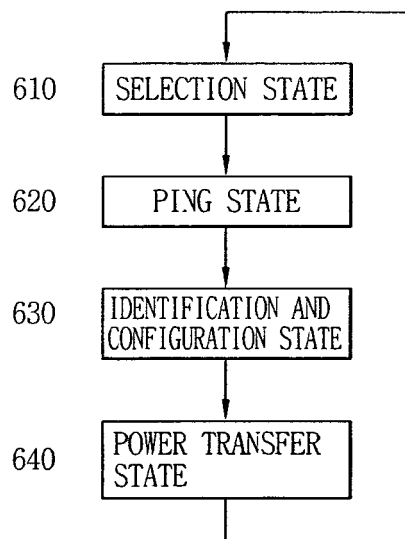 610
SELECTION STATE
620
PING STATE
630
IDENTIFICATION AND
CONFIGURATION STATE
640
POWER TRANSFER
STATE